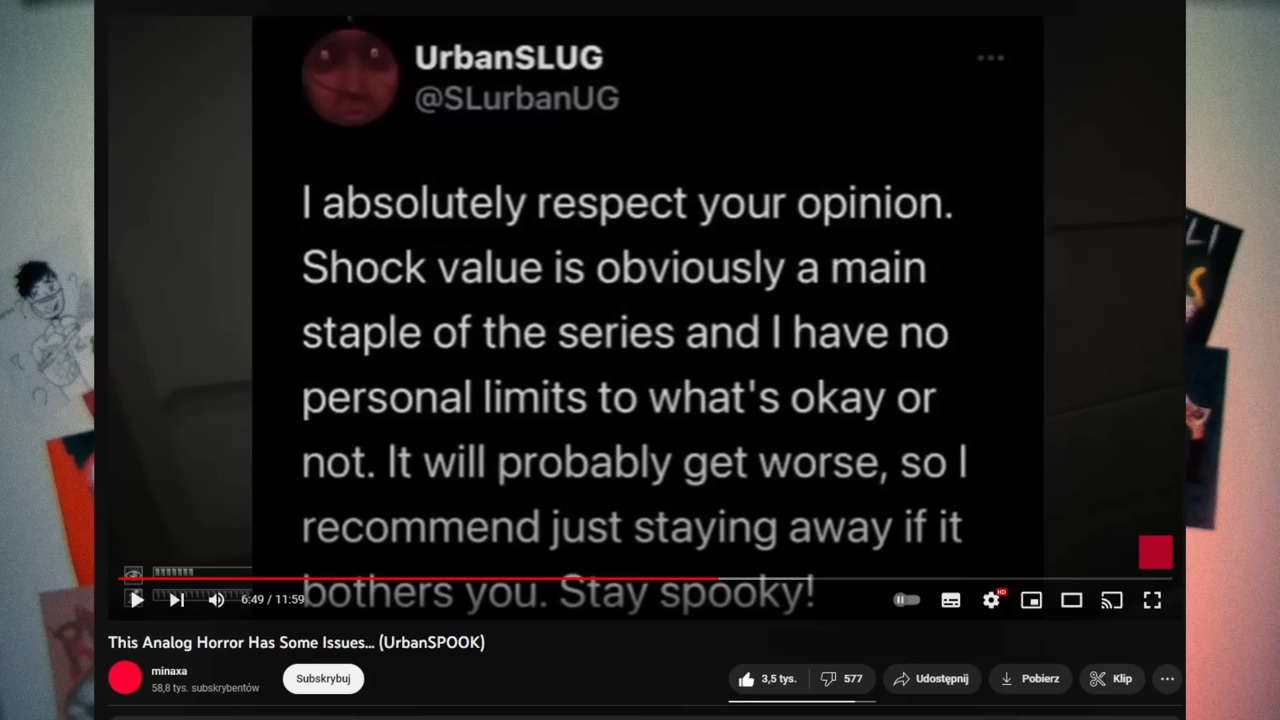 UrbanSLUG
@SLurbanUG
I absolutely respect your opinion.
Shock value is obviously a main
staple of the series and I have no
personal limits to what's okay or
not. It will probably get worse, so I
recommend just staying away if it
bothers you. Stay spooky!
6:49 / 11:59
HD
This Analog Horror Has Some Issues... (UrbanSPOOK)
minaxa
58,8 tys. subskrybentów
Subskrybuj
3,5 tys.
577
Udostępnij
Pobierz
Klip